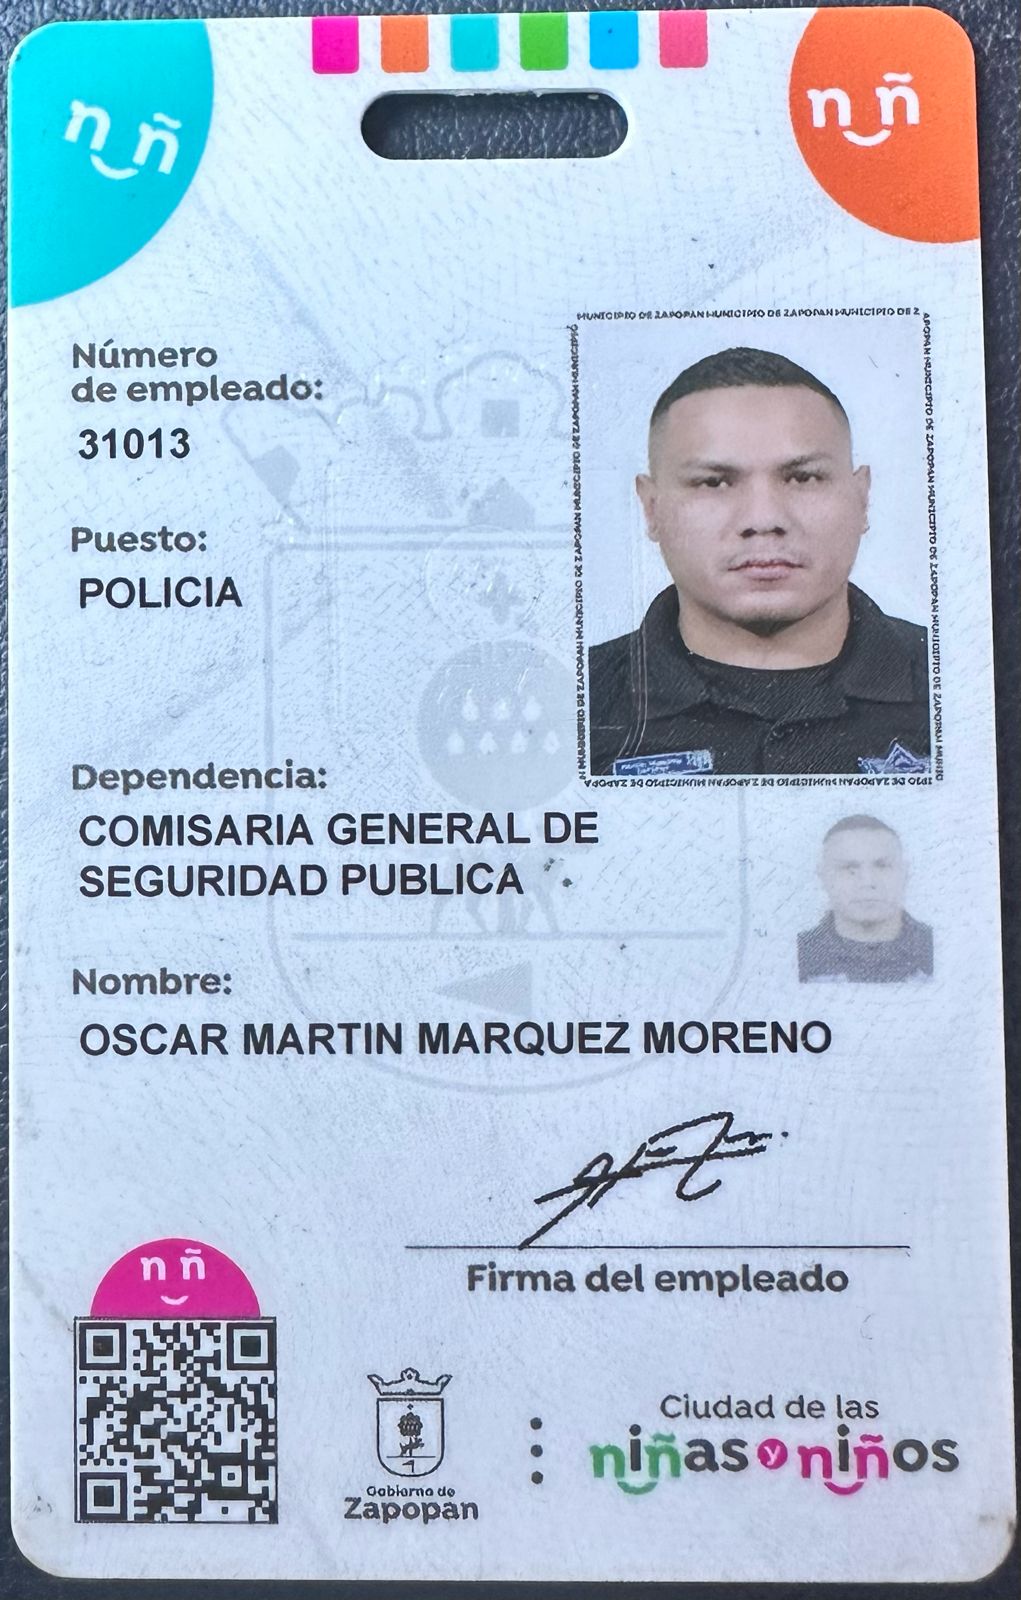 nñ
nñ
MUNICIPIO DE ZAPOPAN MUNICIPIO DE ZAPOPAN MUNICIPIO DE Z
Número
de empleado:
31013
Puesto:
POLICIA
Dependencia:
COMISARIA GENERAL DE
SEGURIDAD PUBLICA
Nombre:
OSCAR MARTIN MARQUEZ MORENO
Firma del empleado
nñ
Gobierno de
Zapopan
Ciudad de las
niñas y niños